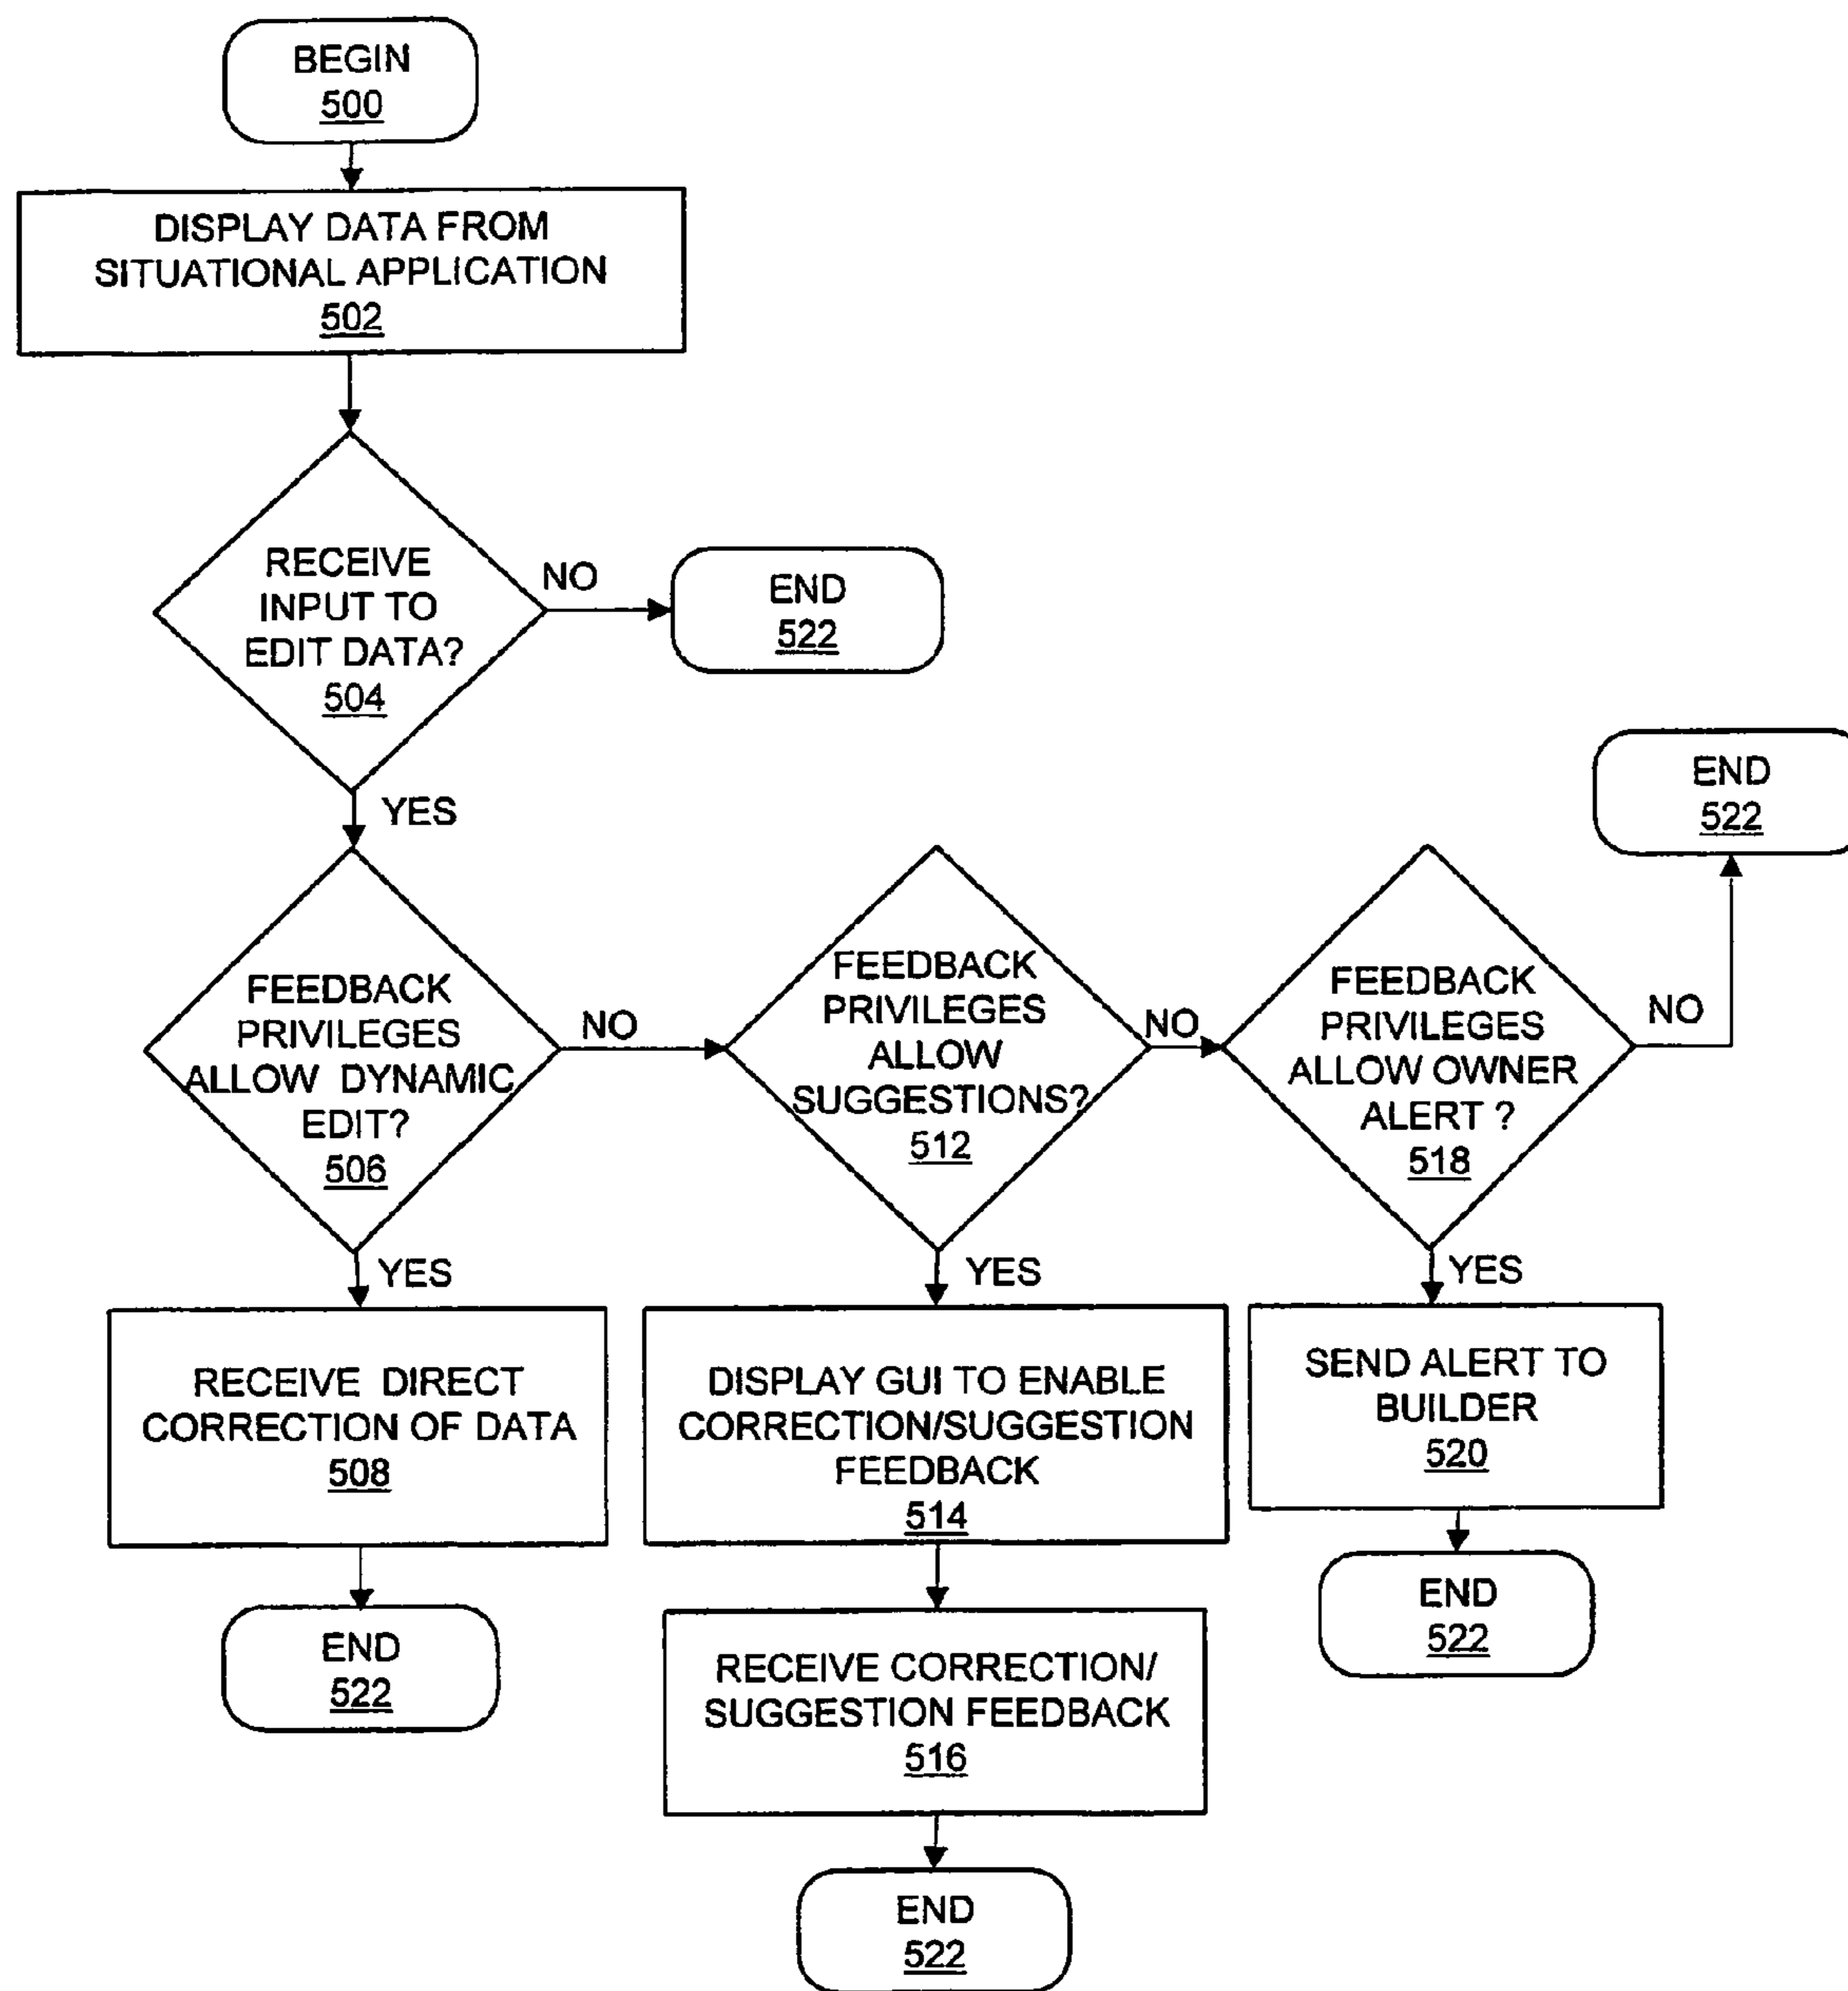 BEGIN
500
DISPLAY DATA FROM
SITUATIONAL APPLICATION
502
RECEIVE
INPUT TO
EDIT DATA?
504
NO
END
522
YES
FEEDBACK
PRIVILEGES
ALLOW DYNAMIC
EDIT?
506
NO
FEEDBACK
PRIVILEGES
ALLOW
SUGGESTIONS?
512
NO
FEEDBACK
PRIVILEGES
ALLOW OWNER
ALERT ?
518
NO
END
522
YES
RECEIVE DIRECT
CORRECTION OF DATA
508
END
522
YES
DISPLAY GUI TO ENABLE
CORRECTION/SUGGESTION
FEEDBACK
514
RECEIVE CORRECTION/
SUGGESTION FEEDBACK
516
END
522
YES
SEND ALERT TO
BUILDER
520
END
522